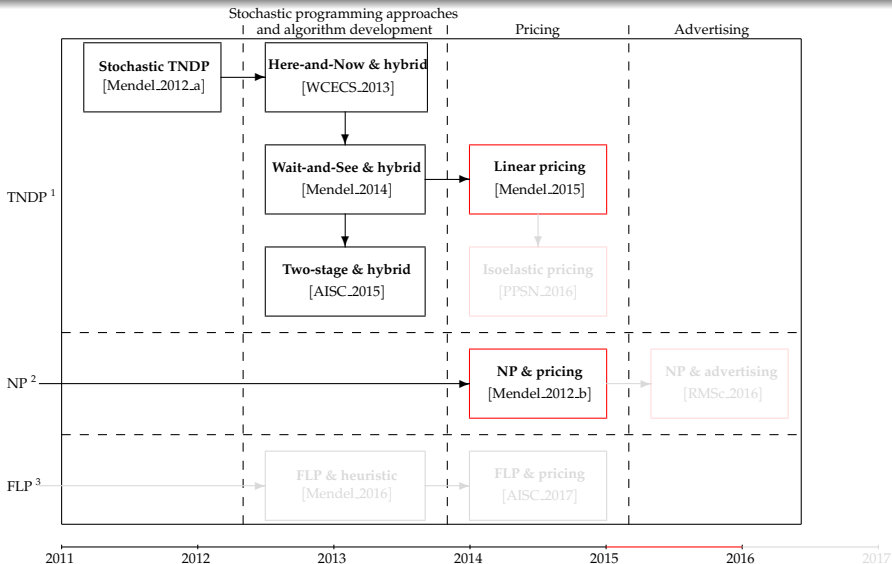 Stochastic programming approaches
and algorithm development
Pricing
Advertising
TNDP 1
Stochastic TNDP
[Mendel_2012_a]
Here-and-Now & hybrid
[WCECS_2013]
Wait-and-See & hybrid
[Mendel_2014]
Linear pricing
[Mendel_2015]
Two-stage & hybrid
[AISC_2015]
Isoelastic pricing
[PPSN_2016]
NP 2
NP & pricing
[Mendel_2012_b]
NP & advertising
[RMSc_2016]
FLP 3
FLP & heuristic
[Mendel_2016]
FLP & pricing
[AISC_2017]
2011 2012 2013 2014 2015 2016 2017